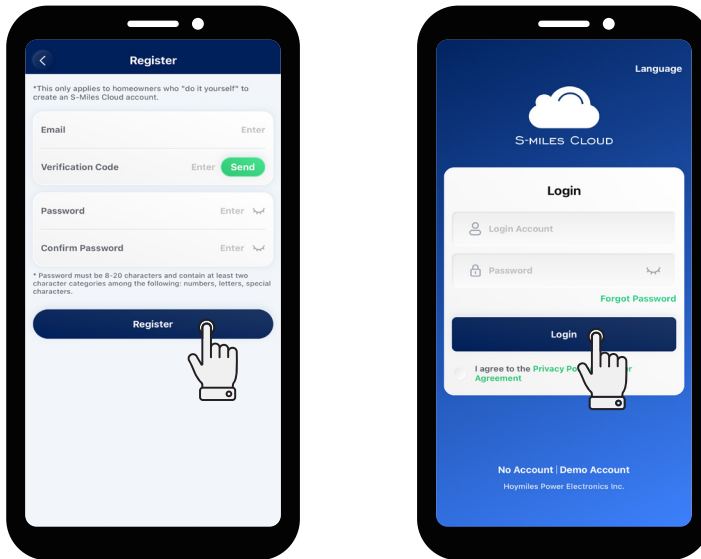 Register
*This only applies to homeowners who "do it yourself" to
create an S-Miles Cloud account.
Email Enter
Verification Code Enter Send
Password Enter
Confirm Password Enter
* Password must be 8-20 characters and contain at least two
character categories among the following: numbers, letters, special
characters.
Register
Language
S-MILES CLOUD
Login
Login Account
Password
Forgot Password
Login
I agree to the Privacy
Agreement
No Account | Demo Account
Hoymiles Power Electronics Inc.